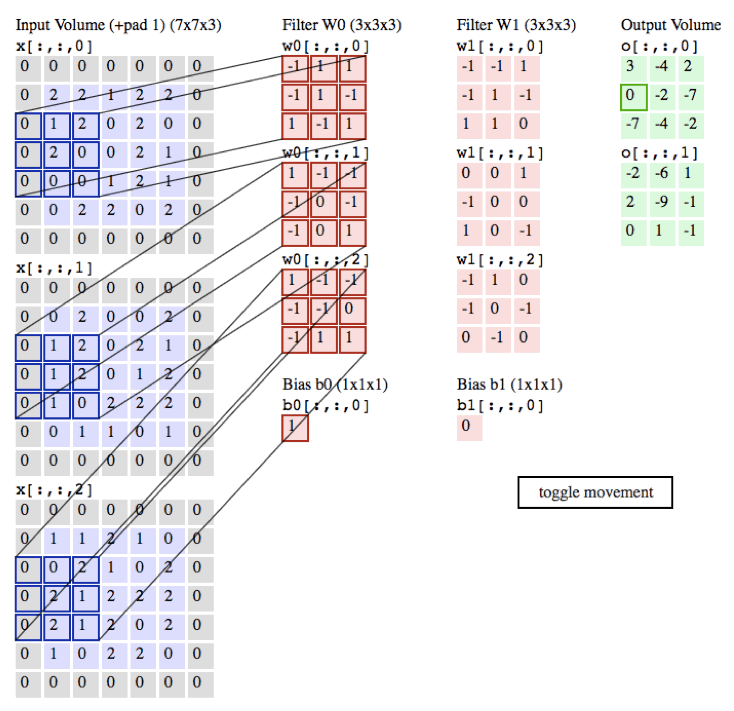 Input Volume (+pad 1) (7x7x3)
x[:,:,0]
0 0 0 0 0 0 0
0 2 2 1 2 2 0
0 1 2 0 2 0 0
0 2 0 0 2 1 0
0 0 0 1 2 1 0
0 0 2 2 0 2 0
0 0 0 0 0 0 0
x[:,:,1]
0 0 0 0 0 0 0
0 0 2 0 0 2 0
0 1 2 0 2 1 0
0 1 2 0 1 2 0
0 1 0 2 2 2 0
0 0 1 1 0 1 0
0 0 0 0 0 0 0
x[:,:,2]
0 0 0 0 0 0 0
0 1 1 2 1 0 0
0 0 2 1 0 2 0
0 2 1 2 2 2 0
0 2 1 2 0 2 0
0 1 0 2 2 0 0
0 0 0 0 0 0 0
Filter W0 (3x3x3)
w0[:,:,0]
-1 1 1
-1 1 -1
1 -1 1
w0[:,:,1]
1 -1 -1
-1 0 -1
-1 0 1
w0[:,:,2]
1 -1 -1
-1 -1 0
-1 1 1
Bias b0 (1x1x1)
b0[:,:,0]
1
Filter W1 (3x3x3)
w1[:,:,0]
-1 -1 1
-1 1 -1
1 1 0
w1[:,:,1]
0 0 1
-1 0 0
1 0 -1
w1[:,:,2]
-1 1 0
-1 0 -1
0 -1 0
Bias b1 (1x1x1)
b1[:,:,0]
0
Output Volume
o[:,:,0]
3 -4 2
0 -2 -7
-7 -4 -2
o[:,:,1]
-2 -6 1
2 -9 -1
0 1 -1
toggle movement